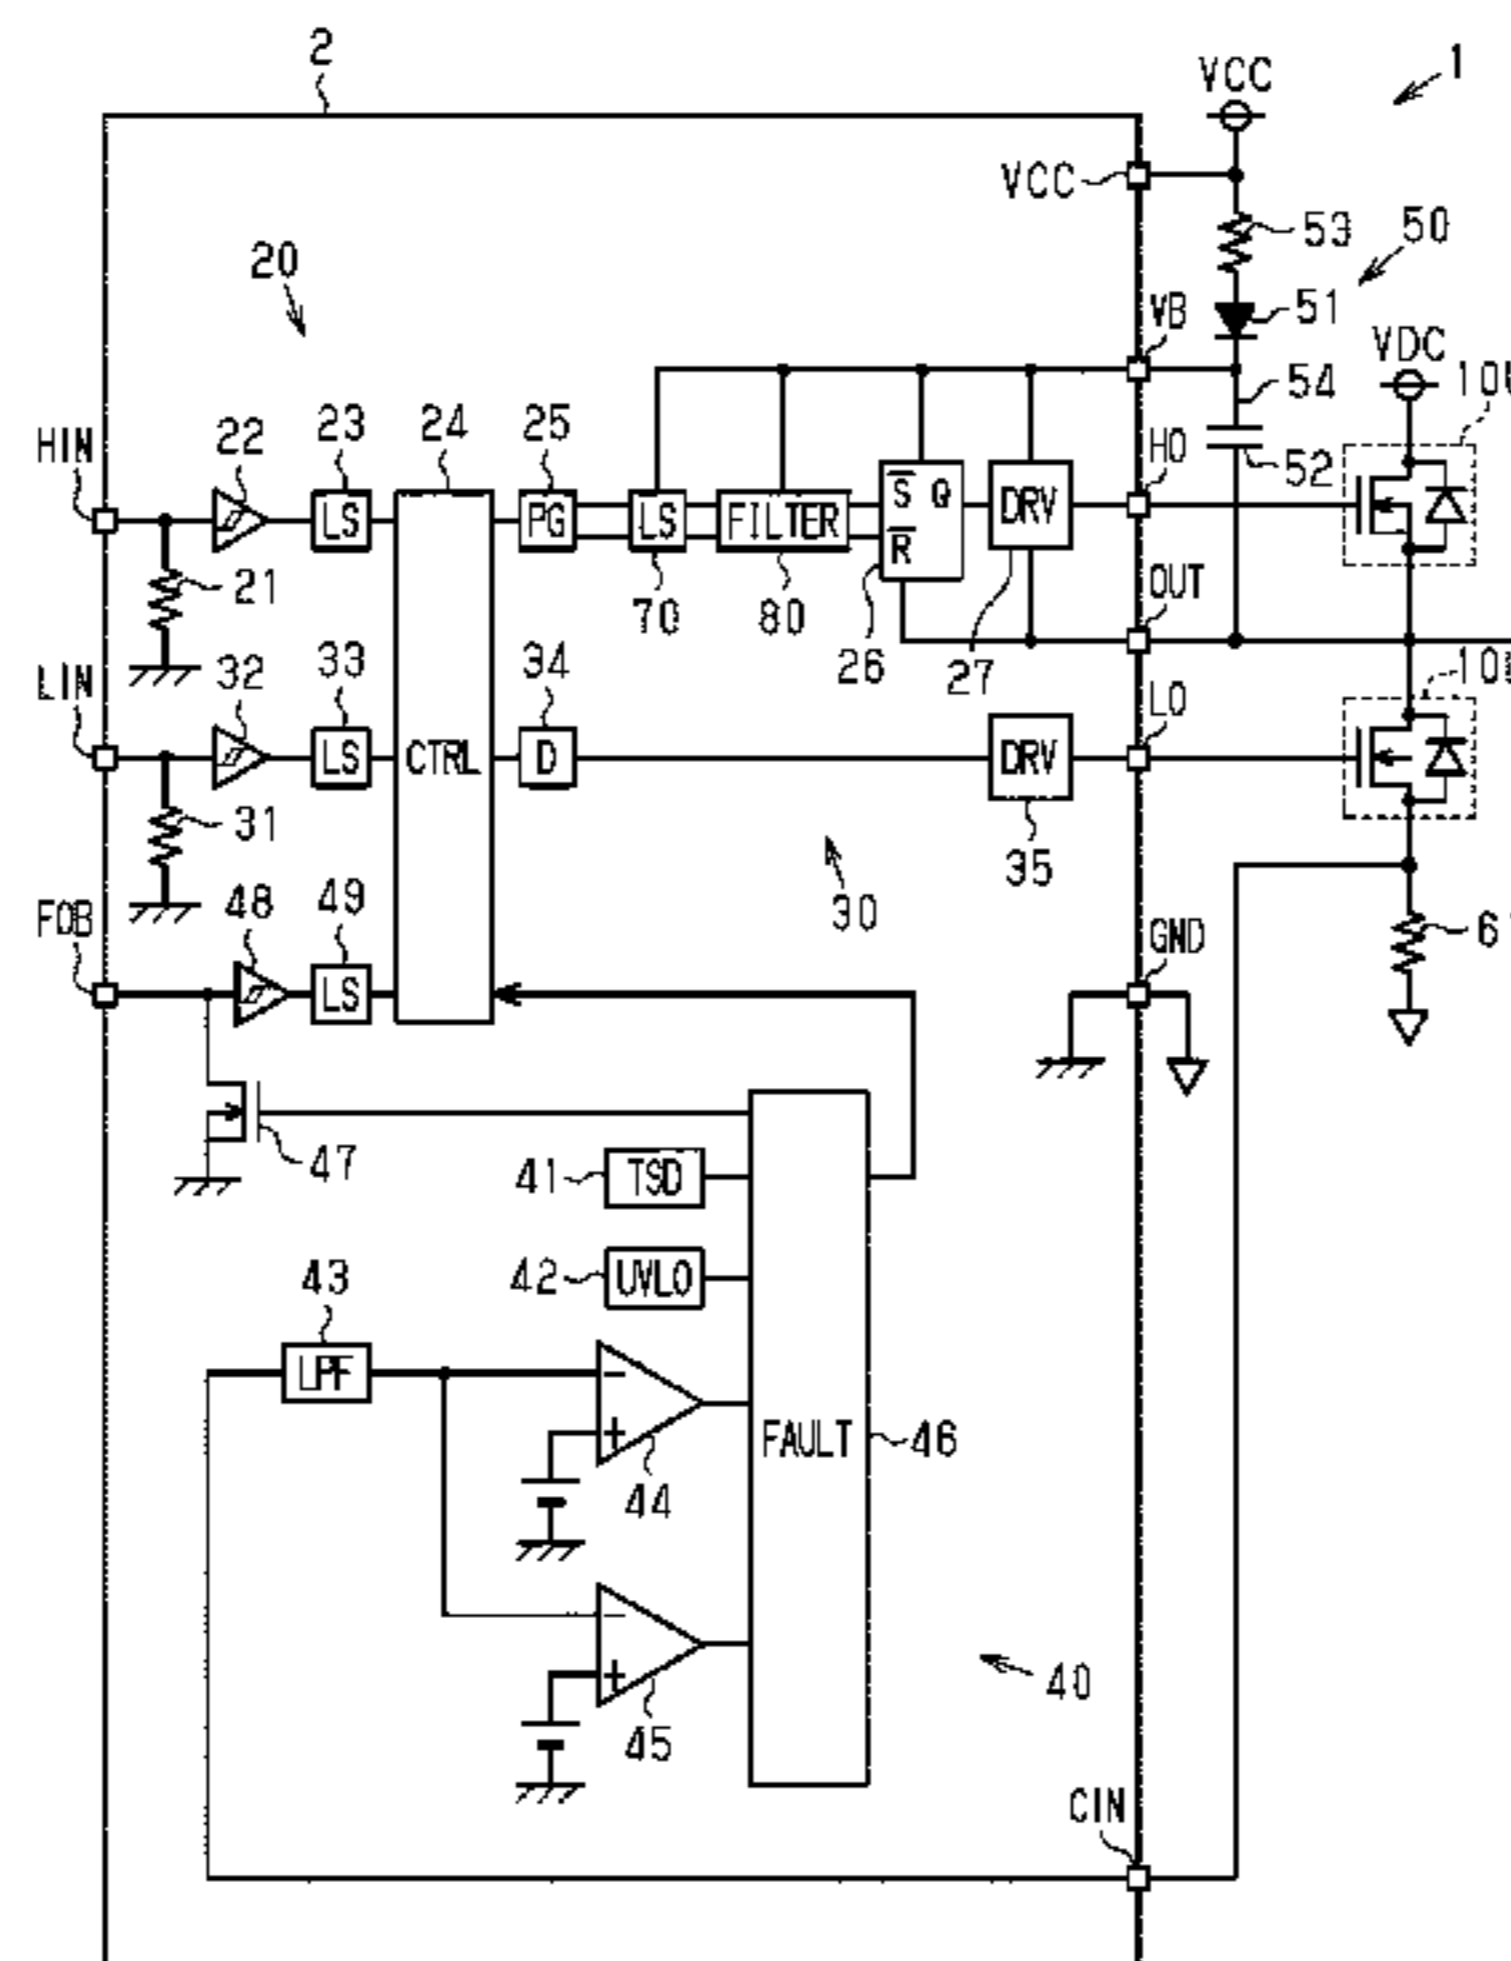 2
1
VCC
VCC
53
50
20
51
VB
VDC
54
HIN
22
23
24
25
HO
52
LS
PG
LS
FILTER
S Q
R
DRV
21
70
80
OUT
26
27
LIN
32
33
34
LO
LS
CTRL
D
DRV
31
35
FOB
48
49
30
GND
LS
47
41
TSD
42
UVLO
43
LPF
−
+
44
FAULT
46
−
+
45
40
CIN